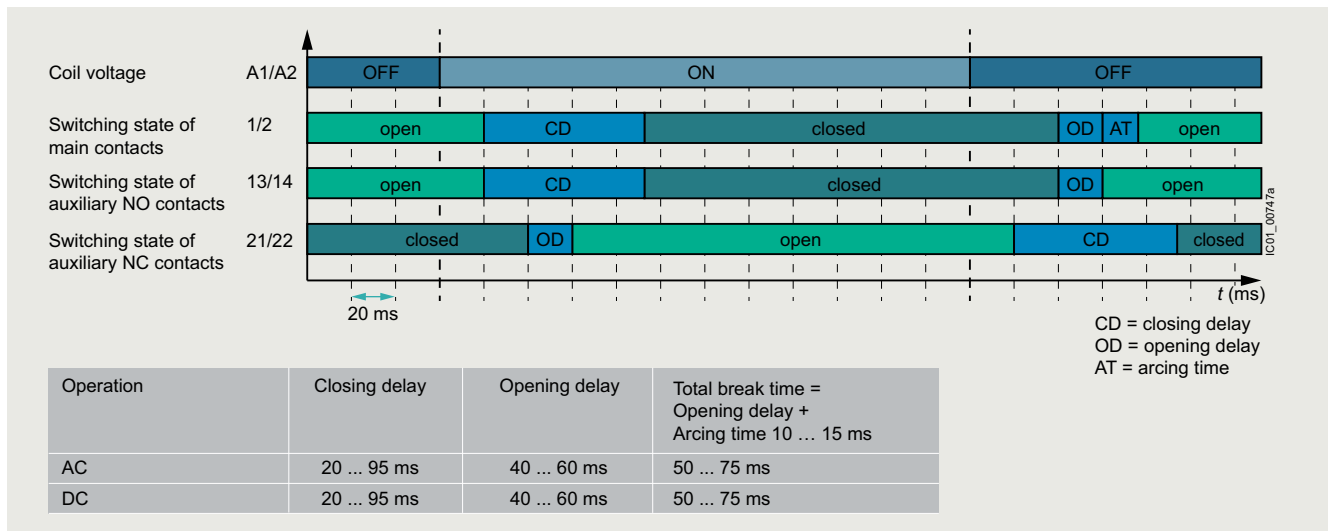 Coil voltage A1/A2 OFF ON OFF
Switching state of
main contacts
1/2 open CD closed OD AT open
Switching state of
auxiliary NO contacts
13/14 open CD closed OD open
Switching state of
auxiliary NC contacts
21/22 closed OD open CD closed
IC01_00747a
t (ms)
20 ms
CD = closing delay
OD = opening delay
AT = arcing time
Operation Closing delay Opening delay Total break time =
Opening delay +
Arcing time 10 … 15 ms
AC 20 ... 95 ms 40 ... 60 ms 50 ... 75 ms
DC 20 ... 95 ms 40 ... 60 ms 50 ... 75 ms